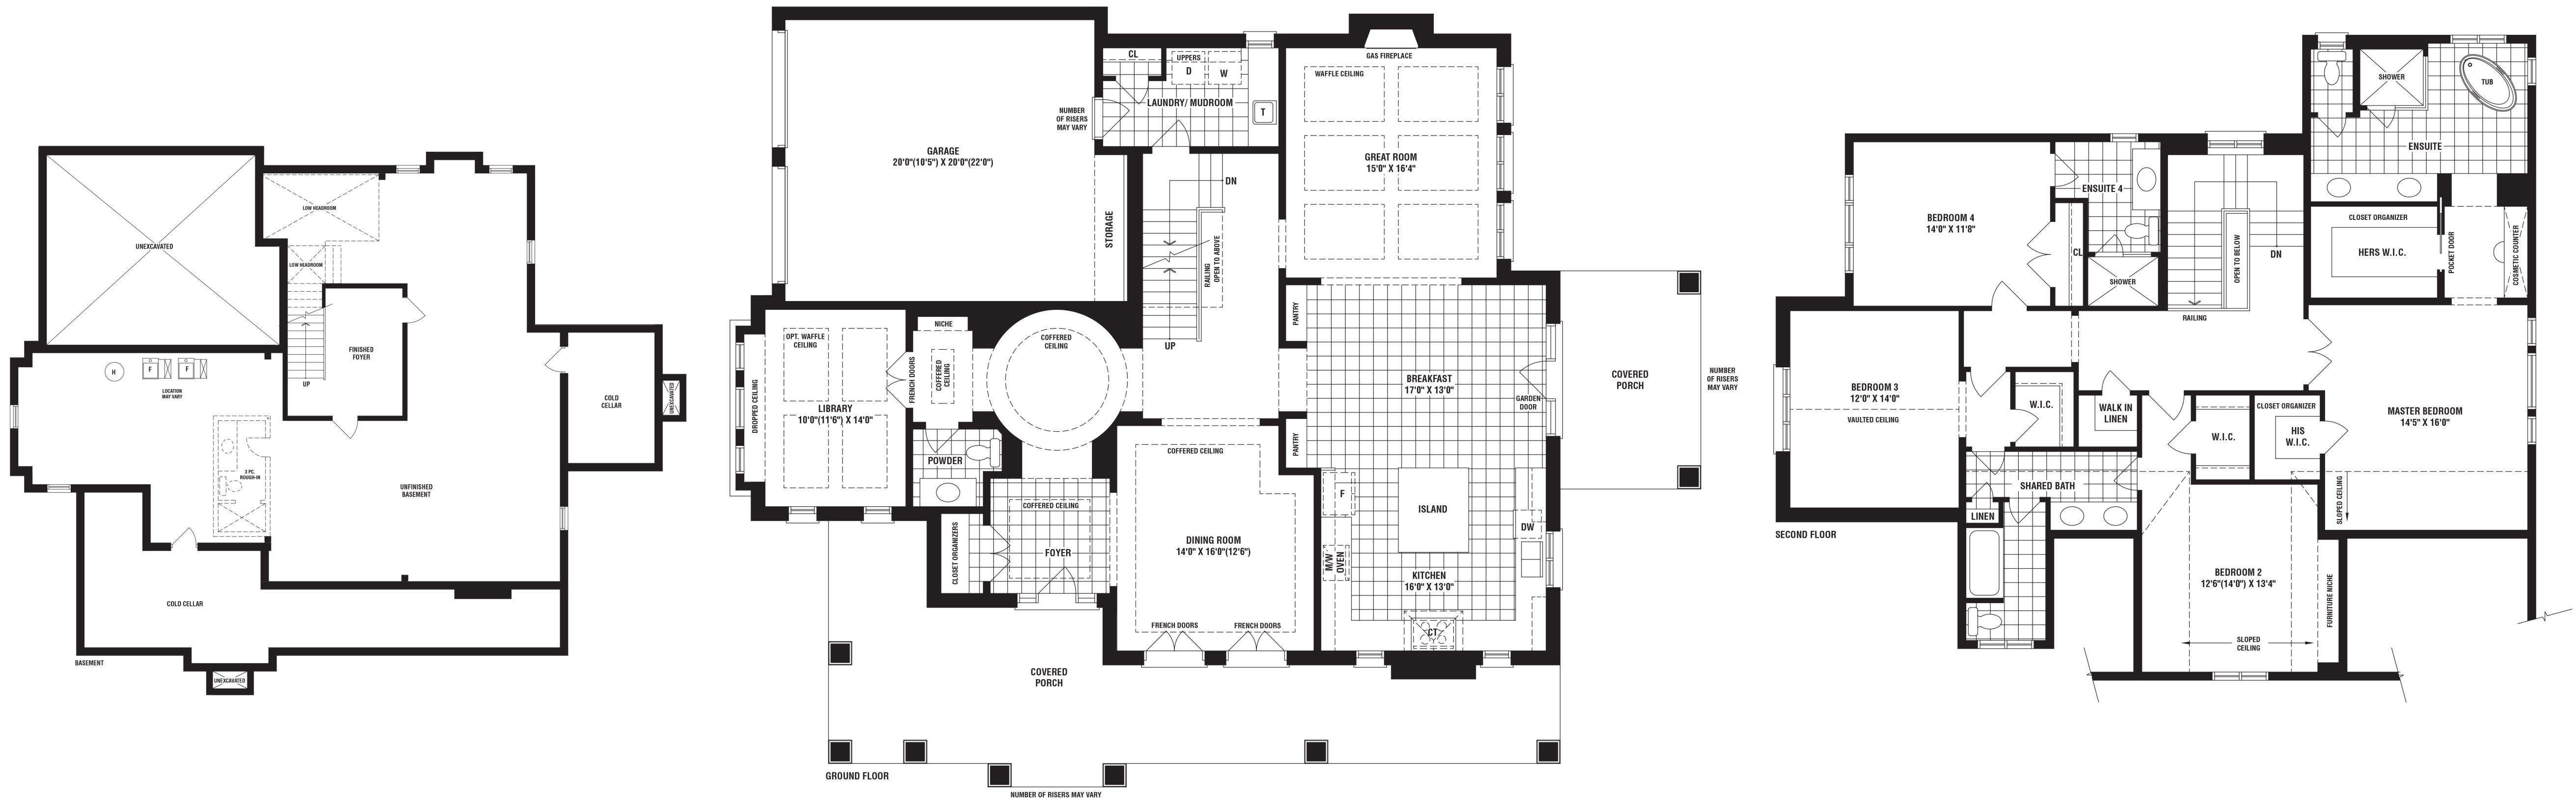 UNEXCAVATED
LOW HEADROOM
LOW HEADROOM
FINISHED
FOYER
UP
H
F
F
LOCATION
MAY VARY
3 PC.
ROUGH-IN
UNFINISHED
BASEMENT
COLD
CELLAR
UNEXCAVATED
COLD CELLAR
BASEMENT
UNEXCAVATED
GARAGE
20'0"(10'5") X 20'0"(22'0")
STORAGE
NUMBER
OF RISERS
MAY VARY
CL
UPPERS
D
W
LAUNDRY/ MUDROOM
T
GAS FIREPLACE
WAFFLE CEILING
GREAT ROOM
15'0" X 16'4"
DN
RAILING
OPEN TO ABOVE
UP
OPT. WAFFLE
CEILING
DROPPED CEILING
LIBRARY
10'0"(11'6") X 14'0"
FRENCH DOORS
NICHE
COFFERED
CEILING
COFFERED
CEILING
POWDER
PANTRY
PANTRY
BREAKFAST
17'0" X 13'0"
GARDEN
DOOR
COVERED
PORCH
NUMBER
OF RISERS
MAY VARY
COFFERED CEILING
DINING ROOM
14'0" X 16'0"(12'6")
FRENCH DOORS
FRENCH DOORS
COFFERED CEILING
FOYER
CLOSET ORGANIZERS
F
M/W
OVEN
ISLAND
DW
KITCHEN
16'0" X 13'0"
CT
COVERED
PORCH
GROUND FLOOR
NUMBER OF RISERS MAY VARY
SHOWER
TUB
ENSUITE
BEDROOM 4
14'0" X 11'8"
ENSUITE 4
CL
SHOWER
OPEN TO BELOW
DN
RAILING
CLOSET ORGANIZER
HERS W.I.C.
POCKET DOOR
COSMETIC COUNTER
BEDROOM 3
12'0" X 14'0"
VAULTED CEILING
W.I.C.
WALK IN
LINEN
W.I.C.
CLOSET ORGANIZER
HIS
W.I.C.
MASTER BEDROOM
14'5" X 16'0"
SLOPED CEILING
SHARED BATH
LINEN
SECOND FLOOR
BEDROOM 2
12'6"(14'0") X 13'4"
FURNITURE NICHE
SLOPED
CEILING